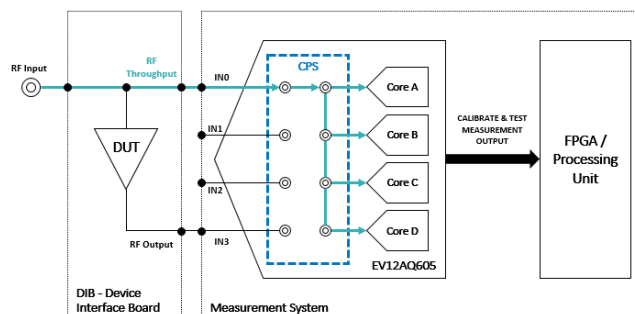 RF Input
RF
Throughput
IN0
CPS
Core A
IN1
Core B
DUT
CALIBRATE & TEST
MEASUREMENT
OUTPUT
FPGA /
Processing
Unit
IN2
Core C
RF Output
IN3
Core D
EV12AQ605
DIB - Device
Interface Board
Measurement System